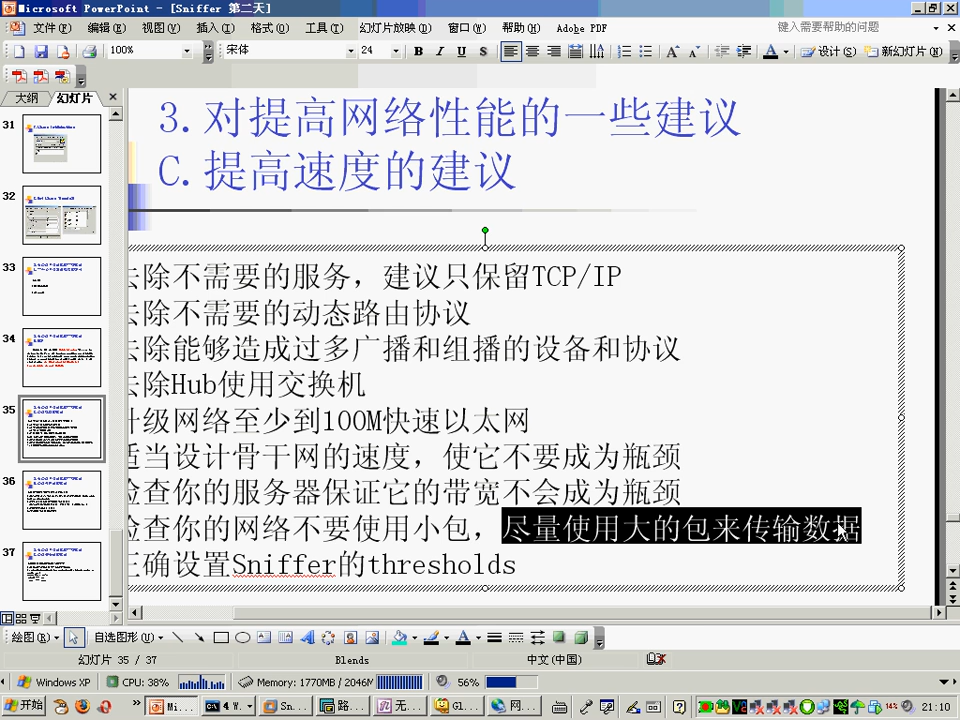 Microsoft PowerPoint - [Sniffer 第二天]
文件(F) 编辑(E) 视图(V) 插入(I) 格式(O) 工具(T) 幻灯片放映(D) 窗口(W) 帮助(H) Adobe PDF 键入需要帮助的问题
100% 宋体 24 B I U S 设计(S) 新幻灯片(N)
大纲 幻灯片
31
32
33
34
35
36
37
3.对提高网络性能的一些建议
C.提高速度的建议
去除不需要的服务，建议只保留TCP/IP
去除不需要的动态路由协议
去除能够造成过多广播和组播的设备和协议
去除Hub使用交换机
升级网络至少到100M快速以太网
适当设计骨干网的速度，使它不要成为瓶颈
检查你的服务器保证它的带宽不会成为瓶颈
检查你的网络不要使用小包，尽量使用大的包来传输数据
正确设置Sniffer的thresholds
绘图(R) 自选图形(U)
幻灯片 35 / 37 Blends 中文(中国)
Windows XP CPU: 38% Memory: 1770MB / 2046M 56%
开始 Mi... 4 W. Sn... 路... 无... Gl... 网... 14% 21:10